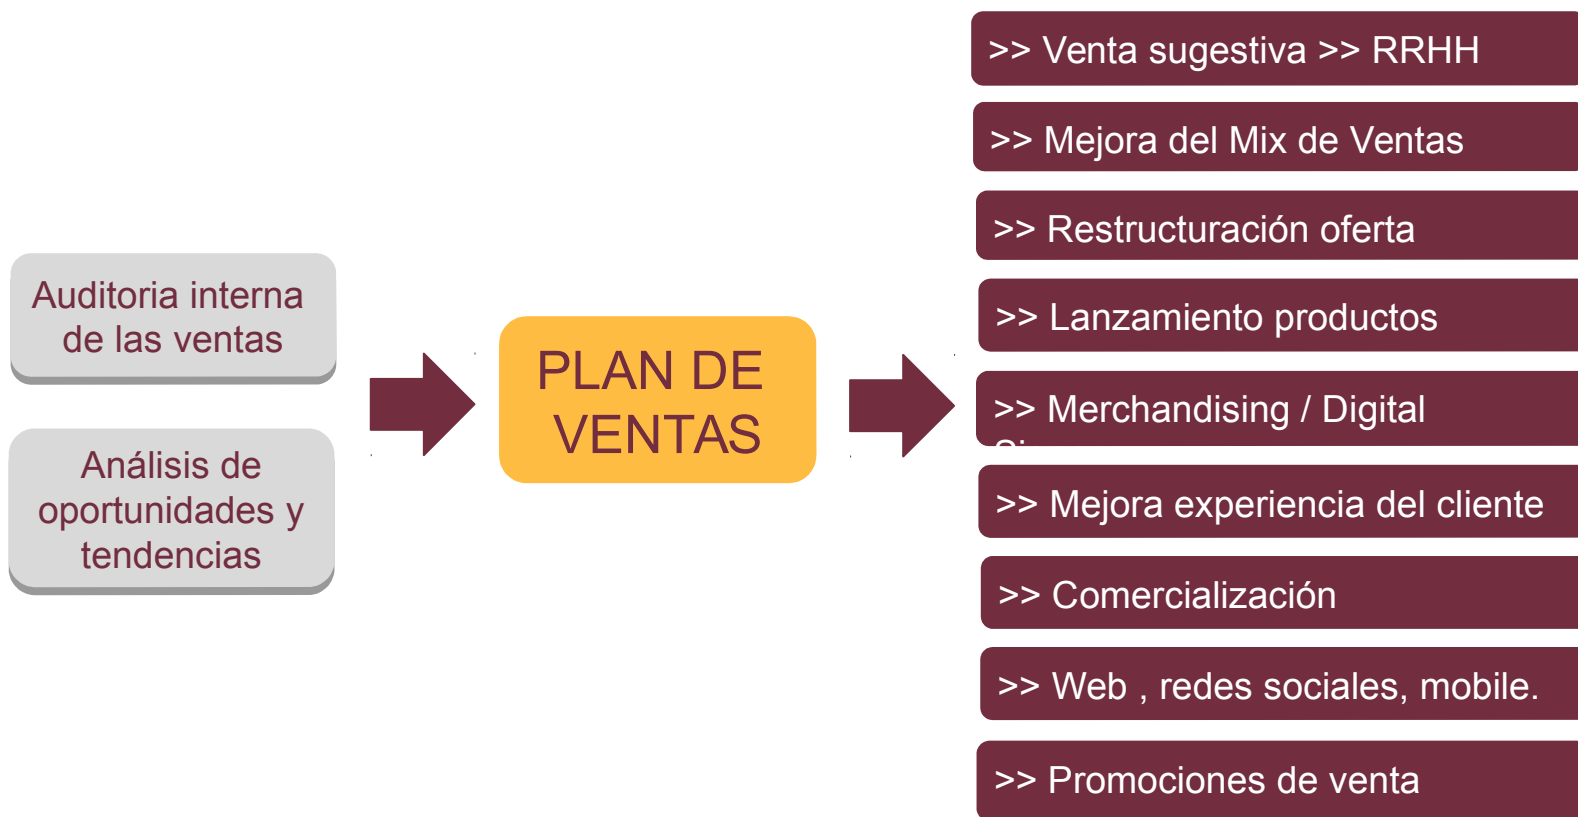 Auditoria interna
de las ventas
Análisis de
oportunidades y
tendencias
PLAN DE
VENTAS
>> Venta sugestiva >> RRHH
>> Mejora del Mix de Ventas
>> Restructuración oferta
>> Lanzamiento productos
>> Merchandising / Digital
>> Mejora experiencia del cliente
>> Comercialización
>> Web , redes sociales, mobile.
>> Promociones de venta